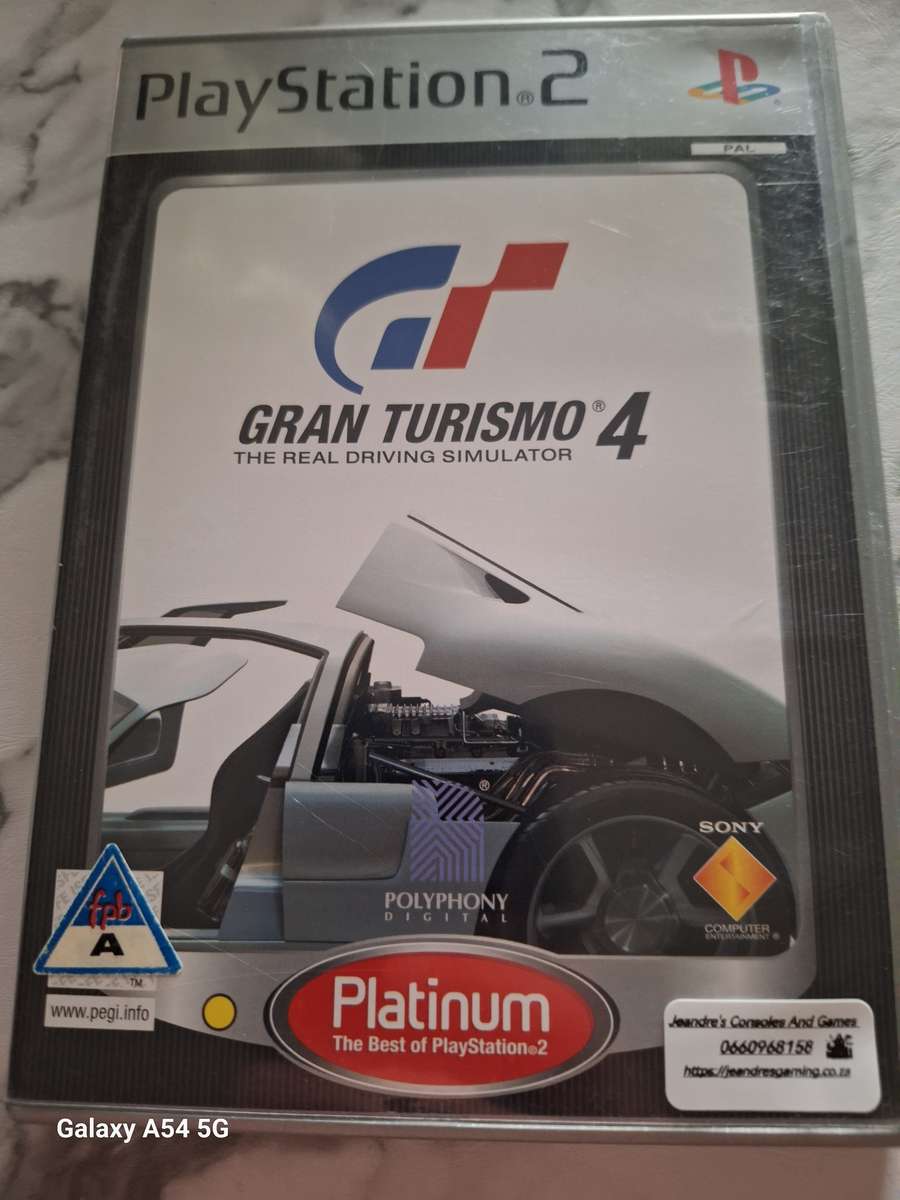 PlayStation®2
PAL
GRAN TURISMO® 4
THE REAL DRIVING SIMULATOR
®
POLYPHONY
DIGITAL
SONY
COMPUTER
ENTERTAINMENT®
fpb
A
TM
www.pegi.info
Platinum
The Best of PlayStation®2
Jeandre's Consoles And Games
0660968158
https://jeandresgaming.co.za
Galaxy A54 5G